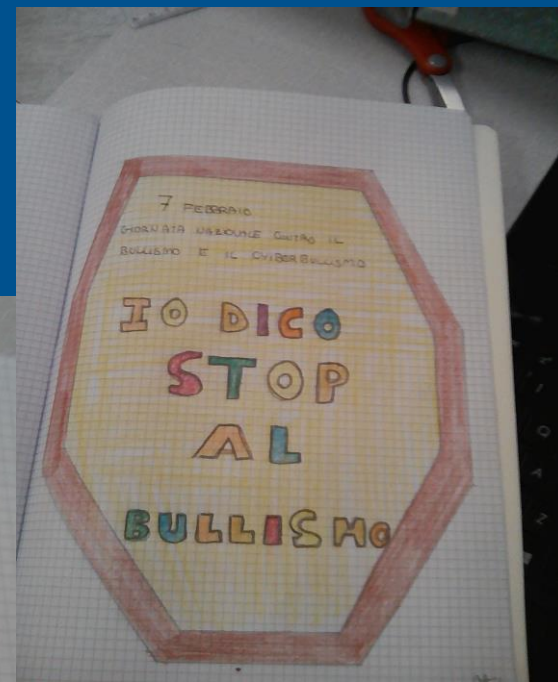 7 FEBBRAIO
GIORNATA NAZIONALE CONTRO IL
BULLISMO E IL CYBERBULLISMO
IO DICO
STOP
AL
BULLISMO